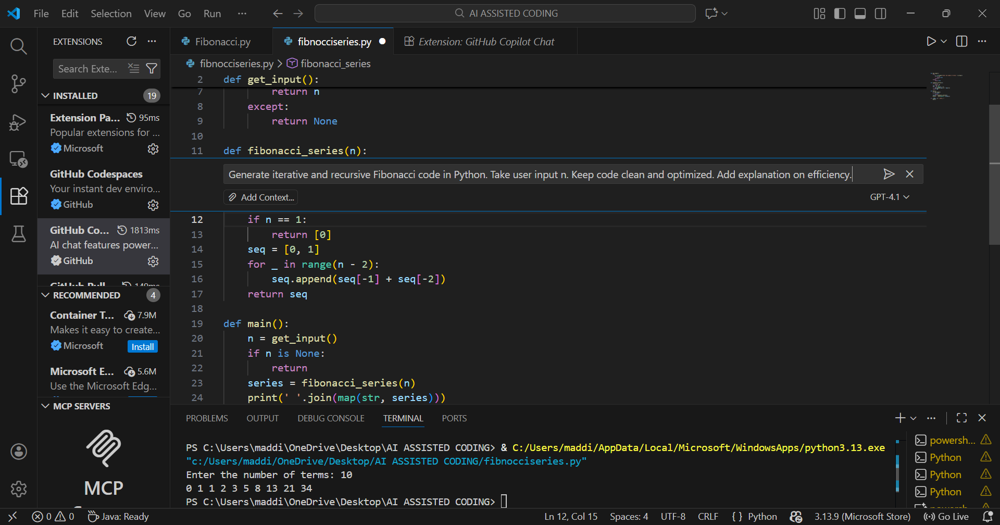 File Edit Selection View Go Run ···
AI ASSISTED CODING
EXTENSIONS
Search Exte...
INSTALLED 19
Extension Pa... 95ms
Popular extensions for ...
Microsoft
GitHub Codespaces
Your instant dev enviro...
GitHub
GitHub Co... 1813ms
AI chat features power...
GitHub
GitHub Pull 149ms
RECOMMENDED 4
Container T... 7.9M
Makes it easy to create...
Microsoft Install
Microsoft E... 5.6M
Use the Microsoft Edg...
MCP SERVERS
MCP
Fibonacci.py fibnocciseries.py Extension: GitHub Copilot Chat
fibnocciseries.py > fibonacci_series
2 def get_input():
7 return n
8 except:
9 return None
10
11 def fibonacci_series(n):
Generate iterative and recursive Fibonacci code in Python. Take user input n. Keep code clean and optimized. Add explanation on efficiency.
Add Context... GPT-4.1
12 if n == 1:
13 return [0]
14 seq = [0, 1]
15 for _ in range(n - 2):
16 seq.append(seq[-1] + seq[-2])
17 return seq
18
19 def main():
20 n = get_input()
21 if n is None:
22 return
23 series = fibonacci_series(n)
24 print(' '.join(map(str, series)))
PROBLEMS OUTPUT DEBUG CONSOLE TERMINAL PORTS
PS C:\Users\maddi\OneDrive\Desktop\AI ASSISTED CODING> & C:/Users/maddi/AppData/Local/Microsoft/WindowsApps/python3.13.exe
"c:/Users/maddi/OneDrive/Desktop/AI ASSISTED CODING/fibnocciseries.py"
Enter the number of terms: 10
0 1 1 2 3 5 8 13 21 34
PS C:\Users\maddi\OneDrive\Desktop\AI ASSISTED CODING>
powersh...
Python
Python
Python
powersh
0 0 Java: Ready
Ln 12, Col 15 Spaces: 4 UTF-8 CRLF { } Python 3.13.9 (Microsoft Store) Go Live